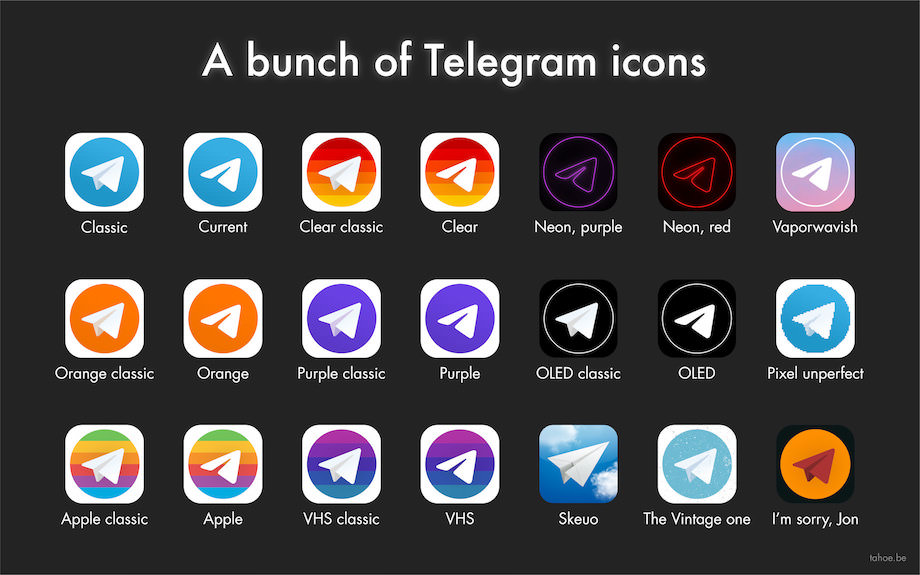 A bunch of Telegram icons
Classic
Current
Clear classic
Clear
Neon, purple
Neon, red
Vaporwavish
Orange classic
Orange
Purple classic
Purple
OLED classic
OLED
Pixel unperfect
Apple classic
Apple
VHS classic
VHS
Skeuo
The Vintage one
I'm sorry, Jon
tahoe.be